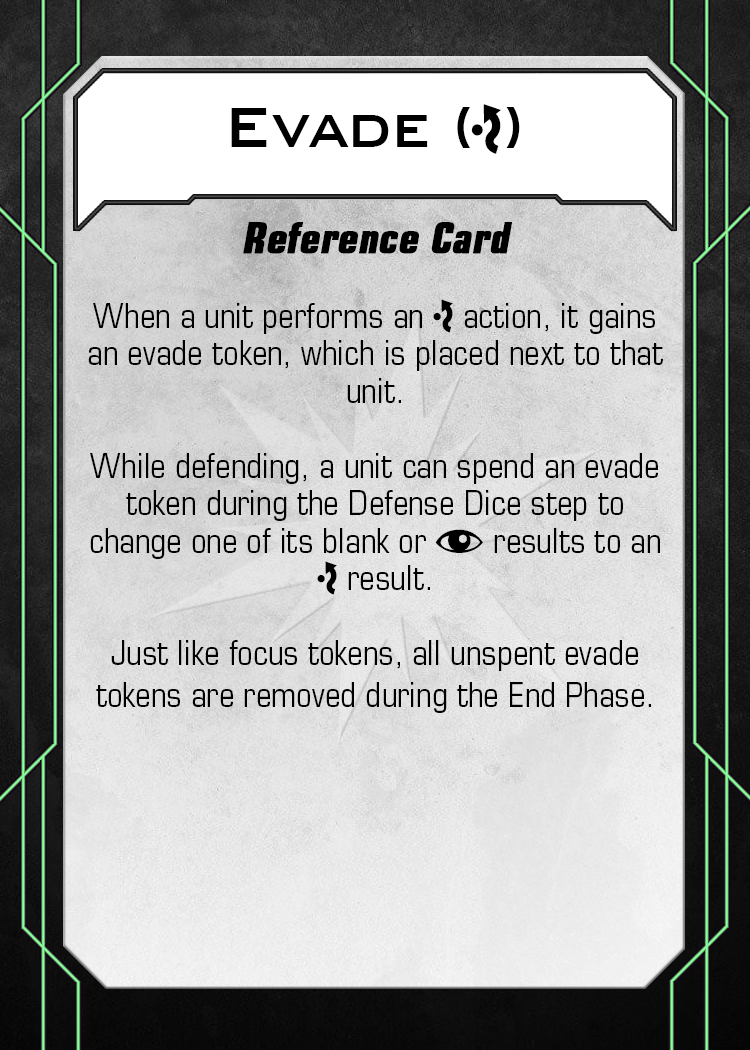 Evade ()
Reference Card
When a unit performs an action, it gains
an evade token, which is placed next to that
unit.
While defending, a unit can spend an evade
token during the Defense Dice step to
change one of its blank or results to an
result.
Just like focus tokens, all unspent evade
tokens are removed during the End Phase.